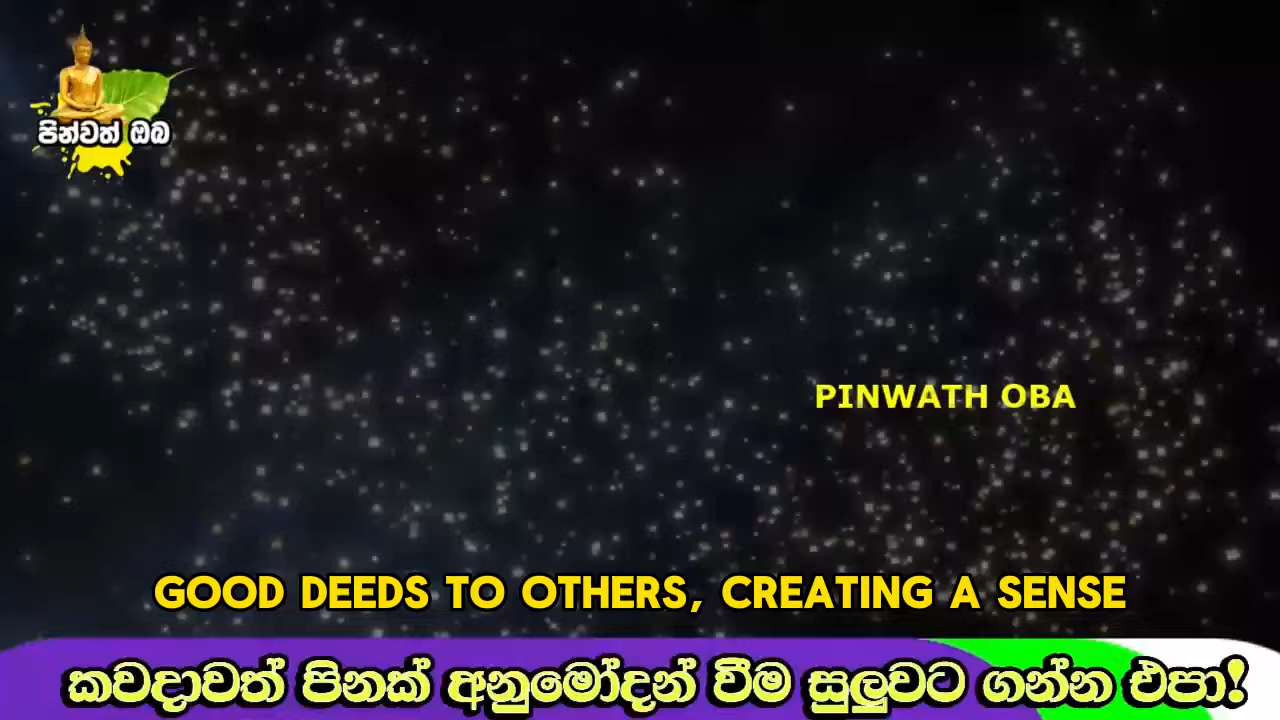 පින්වත් ඔබ
PINWATH OBA
GOOD DEEDS TO OTHERS, CREATING A SENSE
කවදාවත් පිනක් අනුමෝදන් වීම සුලුවට ගන්න එපා!